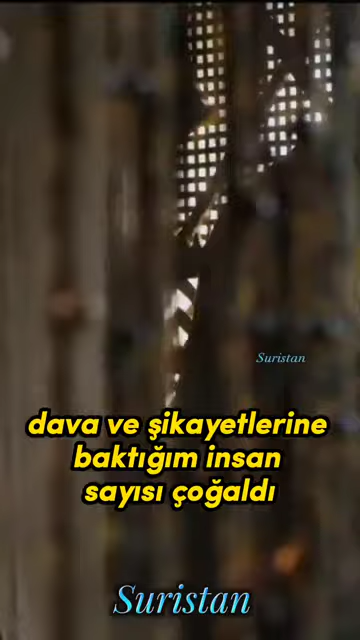 Suristan
dava ve şikayetlerine
baktığım insan
sayısı çoğaldı
Suristan